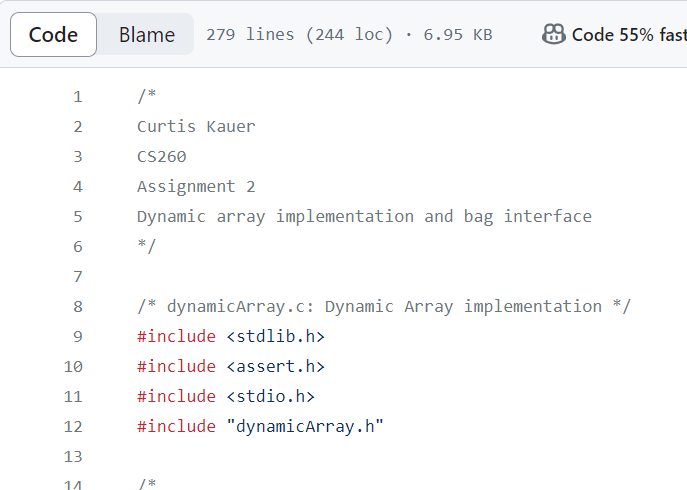 Code Blame 279 lines (244 loc) · 6.95 KB Code 55% fast
1 /*
2 Curtis Kauer
3 CS260
4 Assignment 2
5 Dynamic array implementation and bag interface
6 */
7
8 /* dynamicArray.c: Dynamic Array implementation */
9 #include <stdlib.h>
10 #include <assert.h>
11 #include <stdio.h>
12 #include "dynamicArray.h"
13
14 /*